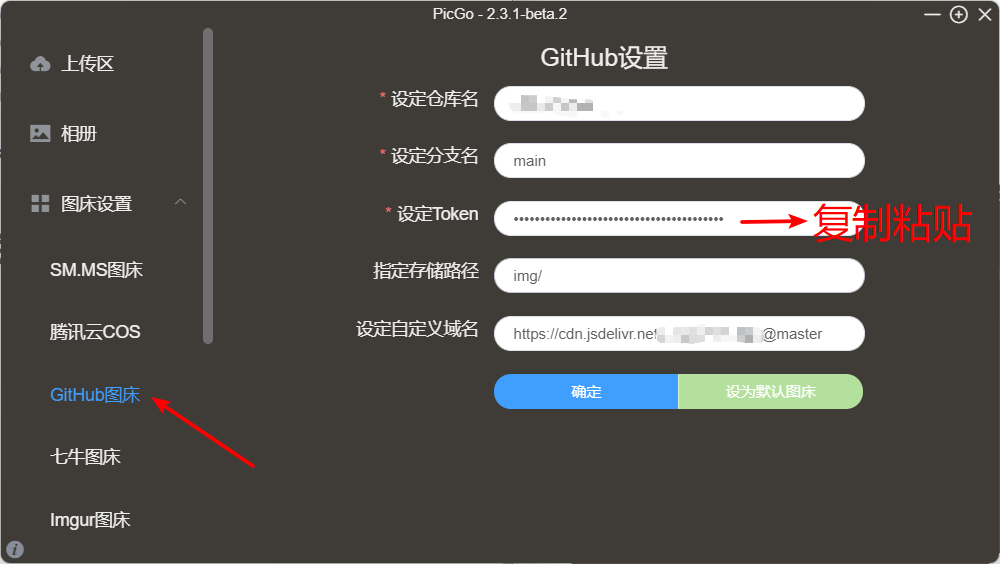 PicGo - 2.3.1-beta.2
上传区
相册
图床设置
SM.MS图床
腾讯云COS
GitHub图床
七牛图床
Imgur图床
GitHub设置
* 设定仓库名
* 设定分支名
main
* 设定Token
••••••••••••••••••••••••••••••••••••••••
复制粘贴
指定存储路径
img/
设定自定义域名
https://cdn.jsdelivr.net
@master
确定
设为默认图床